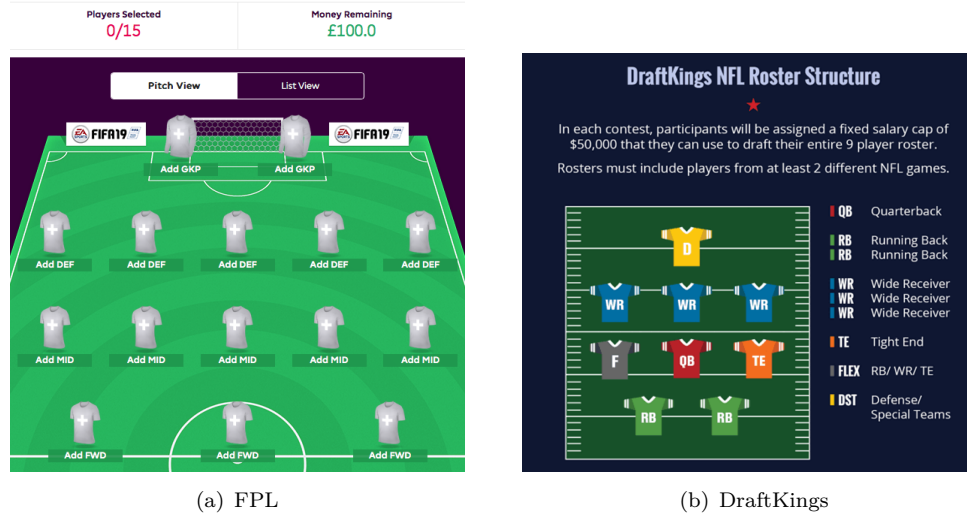 Players Selected
0/15
Money Remaining
£100.0
Pitch View
List View
EA SPORTS FIFA19
EA SPORTS FIFA19
Add GKP
Add GKP
Add DEF
Add DEF
Add DEF
Add DEF
Add DEF
Add MID
Add MID
Add MID
Add MID
Add MID
Add FWD
Add FWD
Add FWD
(a) FPL
DraftKings NFL Roster Structure
In each contest, participants will be assigned a fixed salary cap of
$50,000 that they can use to draft their entire 9 player roster.
Rosters must include players from at least 2 different NFL games.
D
WR WR WR
F QB TE
RB RB
QB Quarterback
RB Running Back
RB Running Back
WR Wide Receiver
WR Wide Receiver
WR Wide Receiver
TE Tight End
FLEX RB/ WR/ TE
DST Defense/
Special Teams
(b) DraftKings